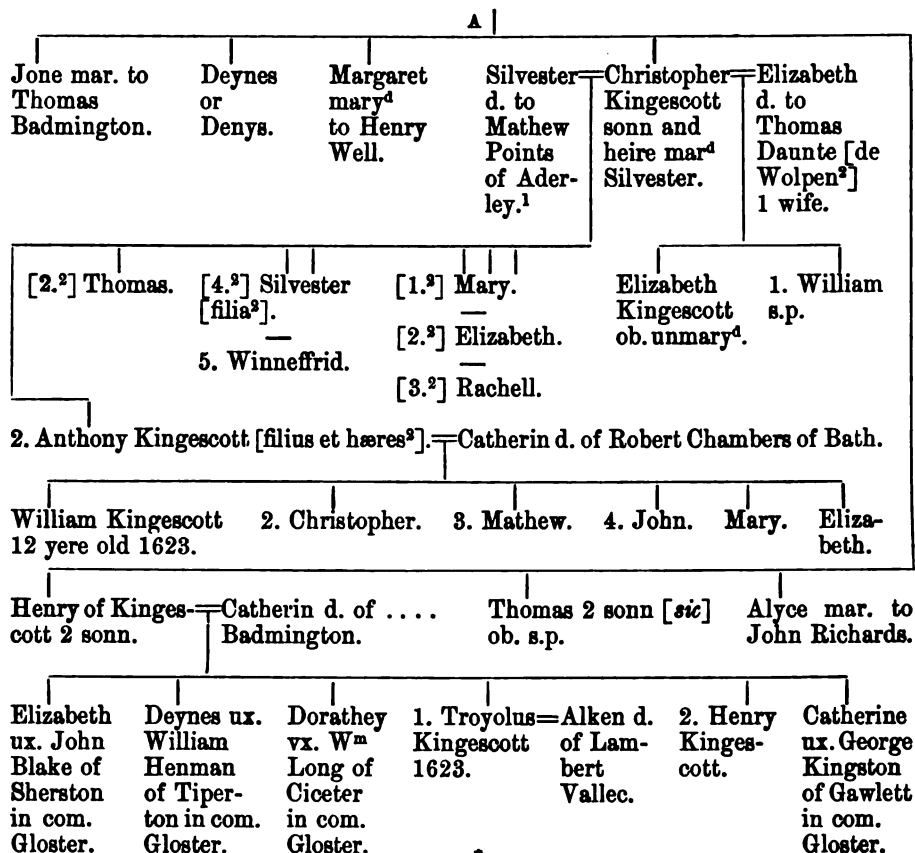 A
Jone mar. to
Thomas
Badmington.
Deynes
or
Denys.
Margaret
maryᵈ
to Henry
Well.
Silvester
d. to
Mathew
Points
of Ader-
ley.¹
Christopher
Kingescott
sonn and
heire marᵈ
Silvester.
Elizabeth
d. to
Thomas
Daunte [de
Wolpen²]
1 wife.
[2.²] Thomas.
[4.²] Silvester
[filia²].
5. Winneffrid.
[1.²] Mary.
[2.²] Elizabeth.
[3.²] Rachell.
Elizabeth
Kingescott
ob. unmaryᵈ.
1. William
s.p.
2. Anthony Kingescott [filius et hæres²].=Catherin d. of Robert Chambers of Bath.
William Kingescott
12 yere old 1623.
2. Christopher.
3. Mathew.
4. John.
Mary.
Eliza-
beth.
Henry of Kinges-
cott 2 sonn.
Catherin d. of ....
Badmington.
Thomas 2 sonn [sic]
ob. s.p.
Alyce mar. to
John Richards.
Elizabeth
ux. John
Blake of
Sherston
in com.
Gloster.
Deynes ux.
William
Henman
of Tiper-
ton in com.
Gloster.
Dorathey
vx. Wᵐ
Long of
Ciceter
in com.
Gloster.
1. Troyolus
Kingescott
1623.
Alken d.
of Lam-
bert
Vallec.
2. Henry
Kinges-
cott.
Catherine
ux. George
Kingston
of Gawlett
in com.
Gloster.